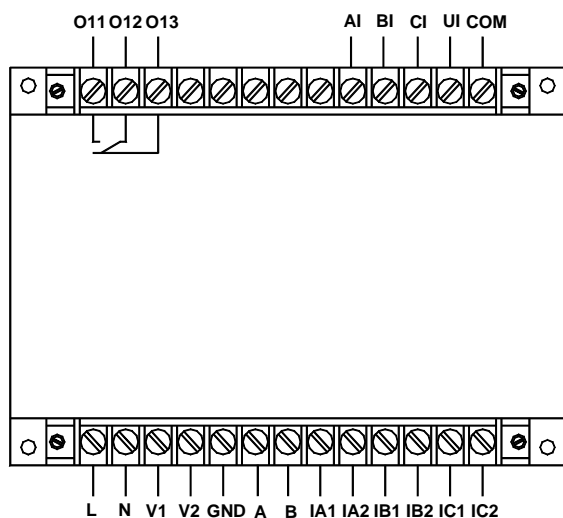 O11 O12 O13 AI BI CI UI COM
L N V1 V2 GND A B IA1 IA2 IB1 IB2 IC1 IC2